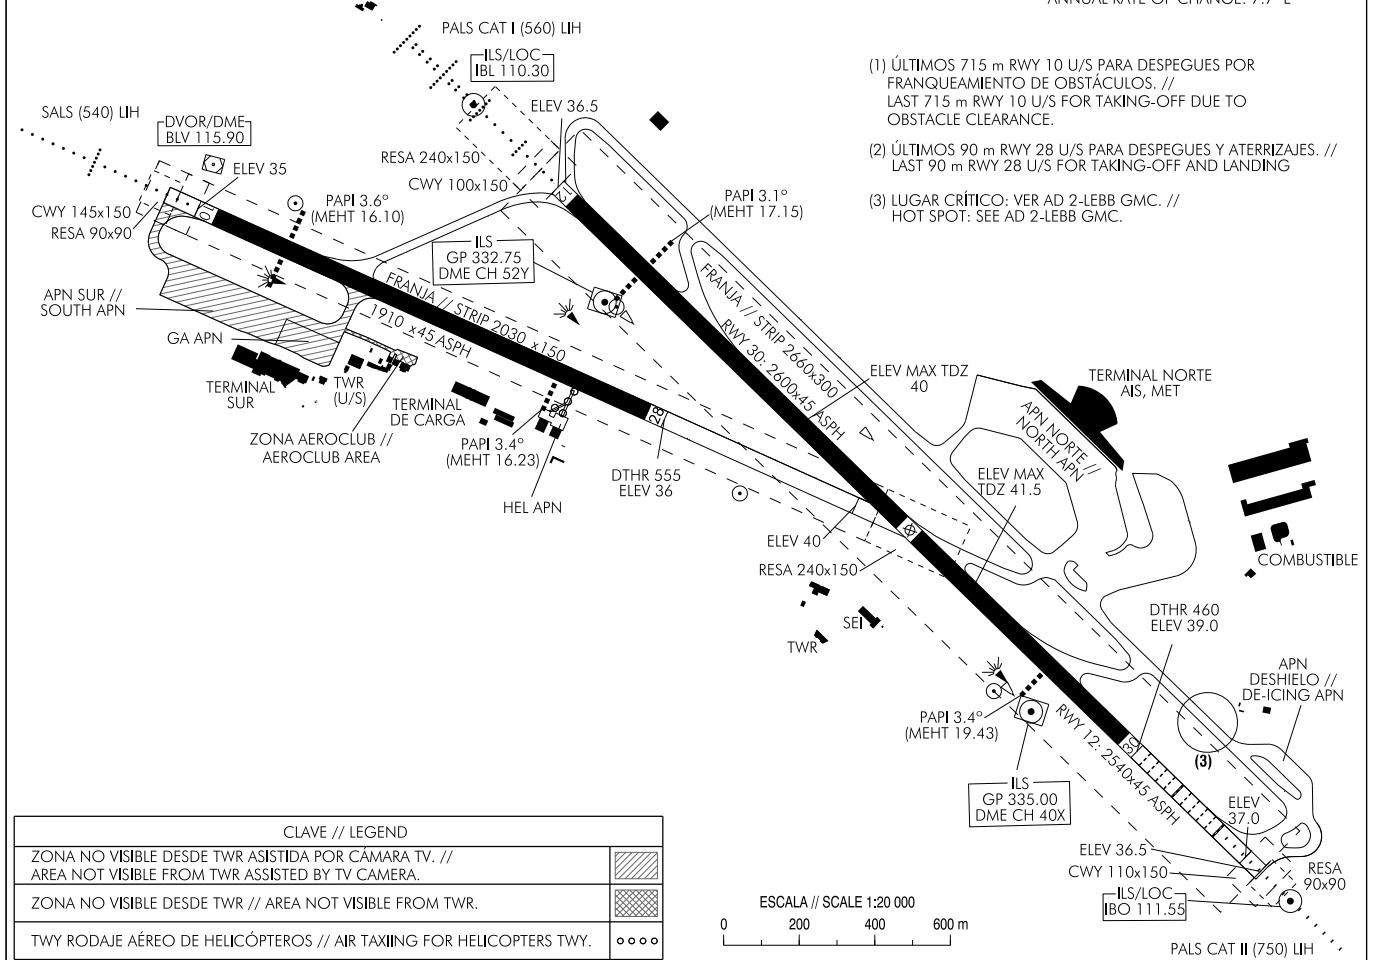 PALS CAT I (560) LIH
ILS/LOC
IBL 110.30
ELEV 36.5
(1) ÚLTIMOS 715 m RWY 10 U/S PARA DESPEGUES POR
FRANQUEAMIENTO DE OBSTÁCULOS. //
LAST 715 m RWY 10 U/S FOR TAKING-OFF DUE TO
OBSTACLE CLEARANCE.
(2) ÚLTIMOS 90 m RWY 28 U/S PARA DESPEGUES Y ATERRIZAJES. //
LAST 90 m RWY 28 U/S FOR TAKING-OFF AND LANDING
(3) LUGAR CRÍTICO: VER AD 2-LEBB GMC. //
HOT SPOT: SEE AD 2-LEBB GMC.
SALS (540) LIH
DVOR/DME
BLV 115.90
ELEV 35
RESA 240x150
CWY 100x150
CWY 145x150
RESA 90x90
PAPI 3.6º
(MEHT 16.10)
PAPI 3.1º
(MEHT 17.15)
12
ILS
GP 332.75
DME CH 52Y
APN SUR //
SOUTH APN
GA APN
FRANJA // STRIP 2030 x150
1910 x45 ASPH
FRANJA // STRIP 2660x300
RWY 30: 2600x45 ASPH
ELEV MAX TDZ
40
TERMINAL NORTE
AIS, MET
APN NORTE //
NORTH APN
TERMINAL
SUR
TWR
(U/S)
TERMINAL
DE CARGA
28
ZONA AEROCLUB //
AEROCLUB AREA
PAPI 3.4º
(MEHT 16.23)
DTHR 555
ELEV 36
HEL APN
ELEV MAX
TDZ 41.5
ELEV 40
RESA 240x150
COMBUSTIBLE
SEI
TWR
DTHR 460
ELEV 39.0
APN
DESHIELO //
DE-ICING APN
PAPI 3.4º
(MEHT 19.43)
RWY 12: 2540x45 ASPH
30
(3)
ILS
GP 335.00
DME CH 40X
ELEV
37.0
ELEV 36.5
CWY 110x150
RESA
90x90
ILS/LOC
IBO 111.55
PALS CAT II (750) LIH
CLAVE // LEGEND
ZONA NO VISIBLE DESDE TWR ASISTIDA POR CÁMARA TV. //
AREA NOT VISIBLE FROM TWR ASSISTED BY TV CAMERA.
ZONA NO VISIBLE DESDE TWR // AREA NOT VISIBLE FROM TWR.
TWY RODAJE AÉREO DE HELICÓPTEROS // AIR TAXIING FOR HELICOPTERS TWY.
ESCALA // SCALE 1:20 000
0 200 400 600 m